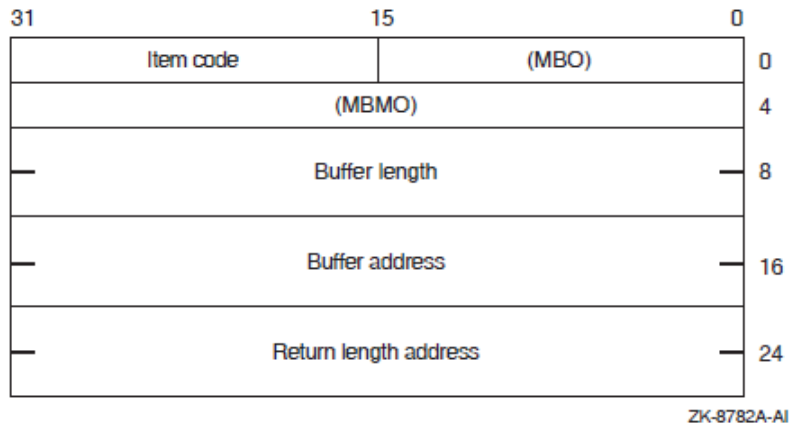 31 15 0
Item code (MBO) 0
(MBMO) 4
Buffer length 8
Buffer address 16
Return length address 24
ZK-8782A-AI